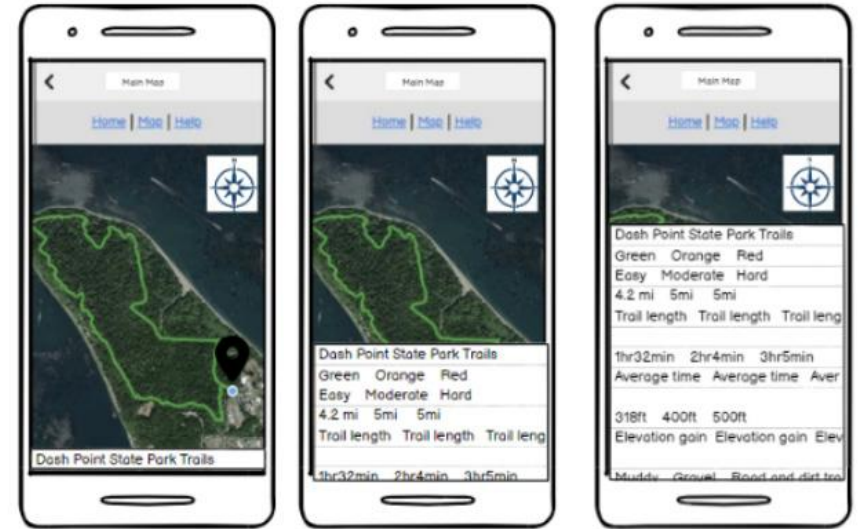 Main Map
Home | Map | Help
N
Dash Point State Park Trails
Main Map
Home | Map | Help
N
Dash Point State Park Trails
Green Orange Red
Easy Moderate Hard
4.2 mi 5mi 5mi
Trail length Trail length Trail leng
1hr32min 2hr4min 3hr5min
Main Map
Home | Map | Help
N
Dash Point State Park Trails
Green Orange Red
Easy Moderate Hard
4.2 mi 5mi 5mi
Trail length Trail length Trail leng
1hr32min 2hr4min 3hr5min
Average time Average time Aver
318ft 400ft 500ft
Elevation gain Elevation gain Elev
Muddy Gravel Road and dirt tra